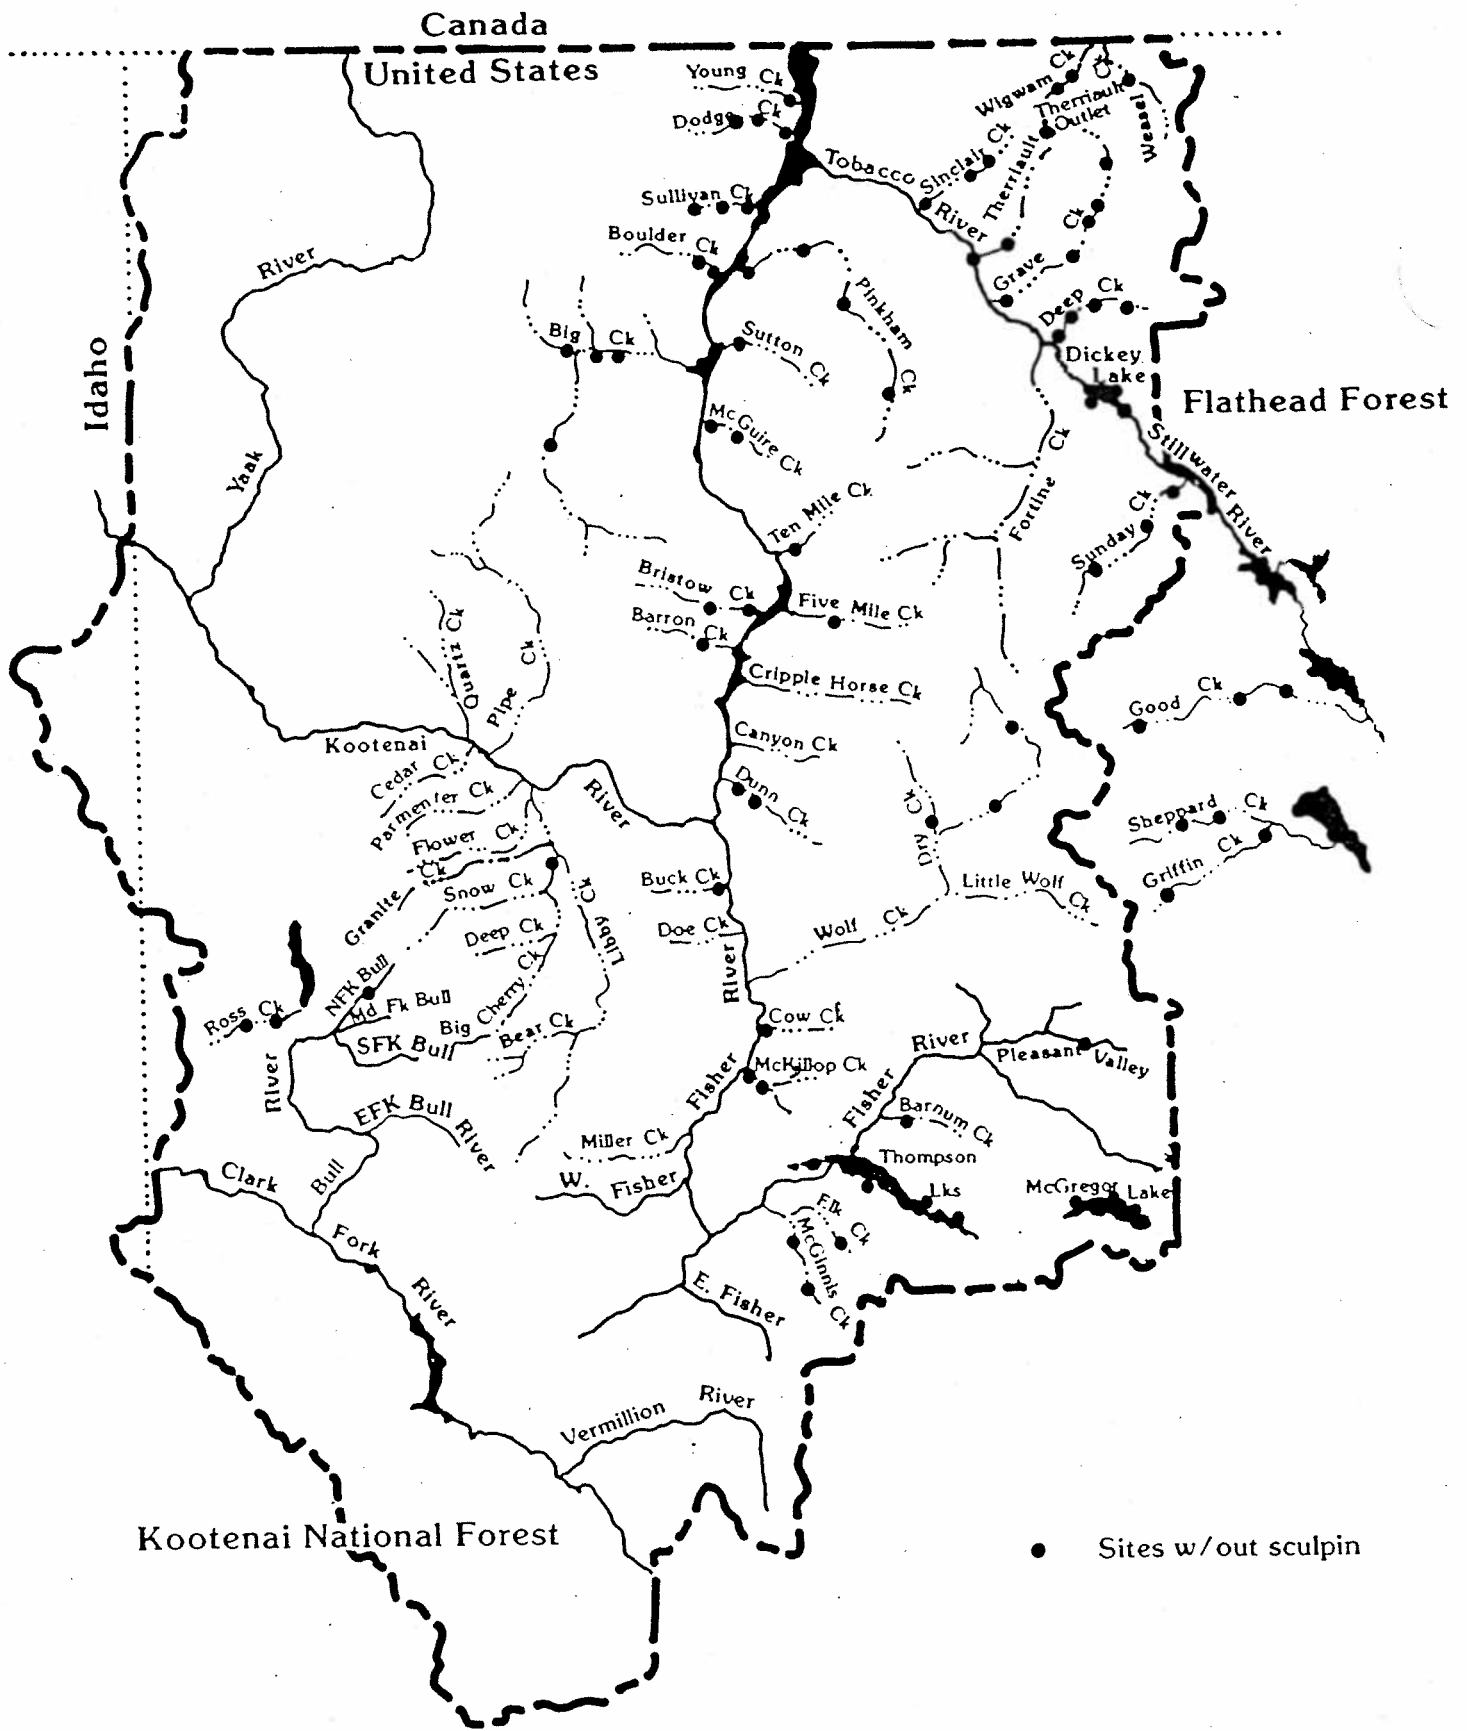 Canada
United States
Young Ck
Dodge Ck
Wigwam Ck
Ck
Therriault
Outlet
Weasel
Tobacco
River
Sinclair Ck
Therriault
Sullivan Ck
Boulder Ck
River
Grave Ck
Pinkham
Ck
Deep Ck
Big Ck
Sutton
Ck
Dickey
Lake
Idaho
Flathead Forest
McGuire Ck
Stillwater River
Yaak
Fortine
Ck
Ten Mile Ck
Sunday Ck
Bristow Ck
Five Mile Ck
Barron Ck
Quartz Ck
Pipe
Ck
Cripple Horse Ck
Good Ck
Kootenai
River
Canyon Ck
Cedar Ck
Parmenter Ck
Dunn Ck
Dry Ck
Sheppard Ck
Flower Ck
Granite
Ck
Snow Ck
Libby Ck
Buck Ck
Little Wolf
Ck
Griffin Ck
Deep Ck
Doe Ck
Wolf Ck
River
NFK Bull
Md Fk Bull
Big Cherry Ck
Ross Ck
SFK Bull
Bear Ck
Cow Ck
River
Pleasant Valley
McKillop Ck
River
Fisher
Fisher
EFK Bull
River
Barnum Ck
Miller Ck
Thompson
Lks
Clark
Bull
W. Fisher
McGregor Lake
Elk
Ck
Fork
McGinnis
Ck
River
E. Fisher
Vermillion River
Kootenai National Forest
Sites w/out sculpin